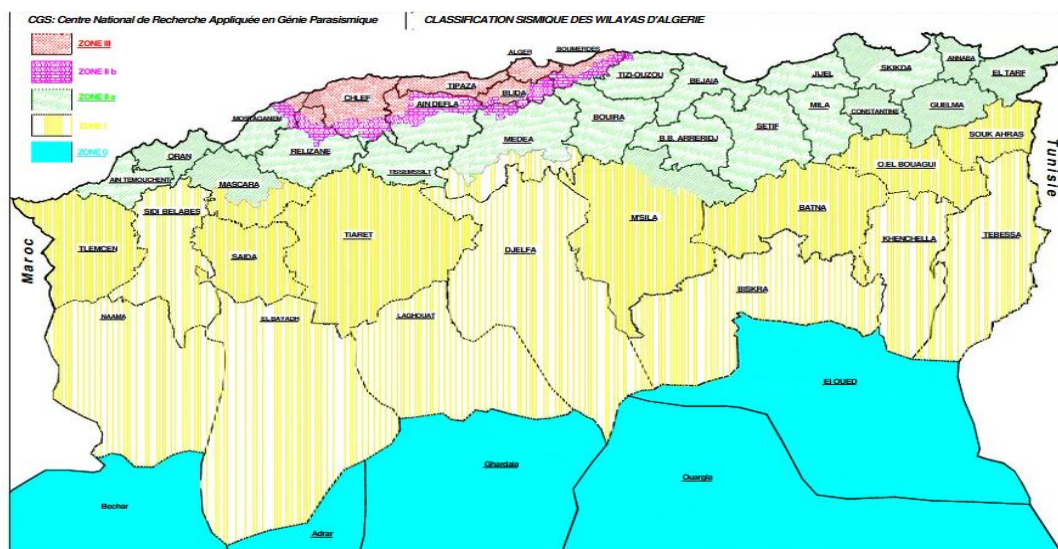 CGS: Centre National de Recherche Appliquée en Génie Parasismique
CLASSIFICATION SISMIQUE DES WILAYAS D'ALGERIE
ZONE III
ZONE II b
ZONE II a
ZONE I
ZONE 0
ALGER
BOUMERDES
TIZI-OUZOU
BEJAIA
JIJEL
SKIKDA
ANNABA
EL TARF
TIPAZA
BLIDA
CHLEF
AIN DEFLA
MOSTAGANEM
BOUIRA
MILA
CONSTANTINE
GUELMA
B.B. ARRERIDJ
SETIF
SOUK AHRAS
MEDEA
RELIZANE
ORAN
O.EL BOUAGUI
TISSEMSSILT
AIN TEMOUCHENT
MASCARA
SIDI BELABES
M'SILA
BATNA
KHENCHELLA
TEBESSA
Tunisie
Maroc
TLEMCEN
SAIDA
TIARET
DJELFA
BISKRA
NAAMA
EL BAYADH
LAGHOUAT
El OUED
Ghardaia
Ouargla
Bechar
Adrar